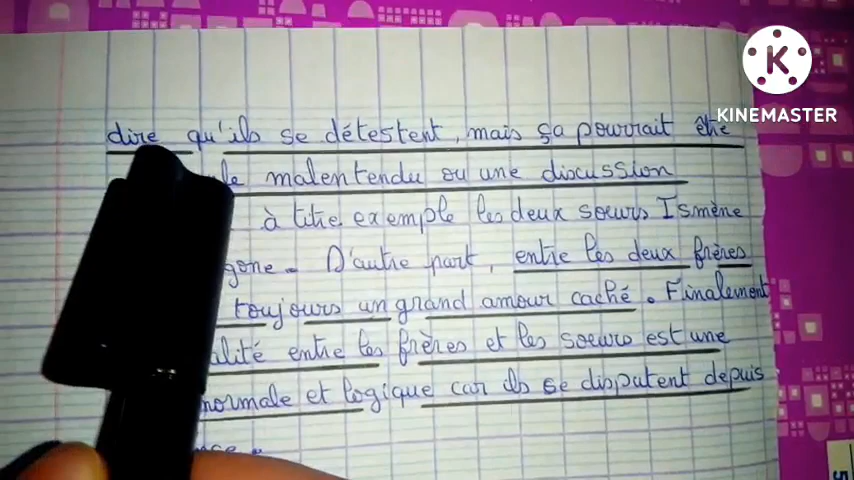 KINEMASTER
dire qu'ils se détestent, mais ça pourrait être
malentendu ou une discussion
à titre exemple les deux soeurs Ismène
gone. D'autre part, entre les deux frères
toujours un grand amour caché. Finalement
alité entre les frères et les soeurs est une
normale et logique car ils se disputent depuis